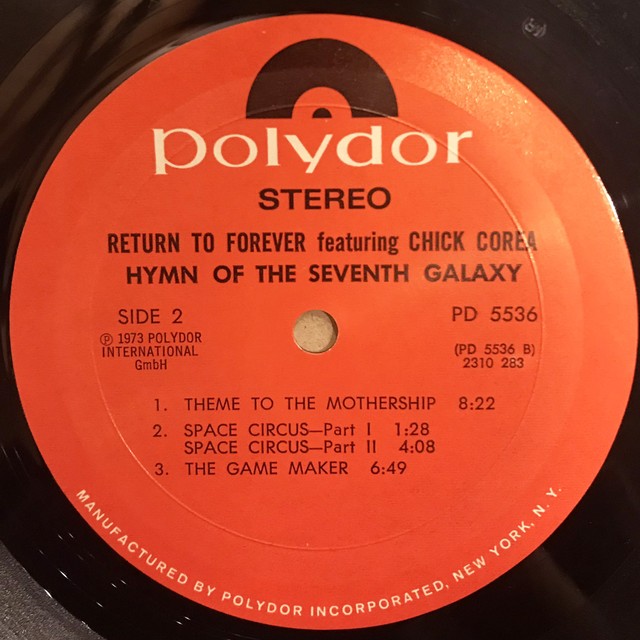 polydor
STEREO
RETURN TO FOREVER featuring CHICK COREA
HYMN OF THE SEVENTH GALAXY
SIDE 2
PD 5536
℗ 1973 POLYDOR
INTERNATIONAL
GmbH
(PD 5536 B)
2310 283
1. THEME TO THE MOTHERSHIP 8:22
2. SPACE CIRCUS—Part I 1:28
SPACE CIRCUS—Part II 4:08
3. THE GAME MAKER 6:49
MANUFACTURED BY POLYDOR INCORPORATED, NEW YORK, N. Y.